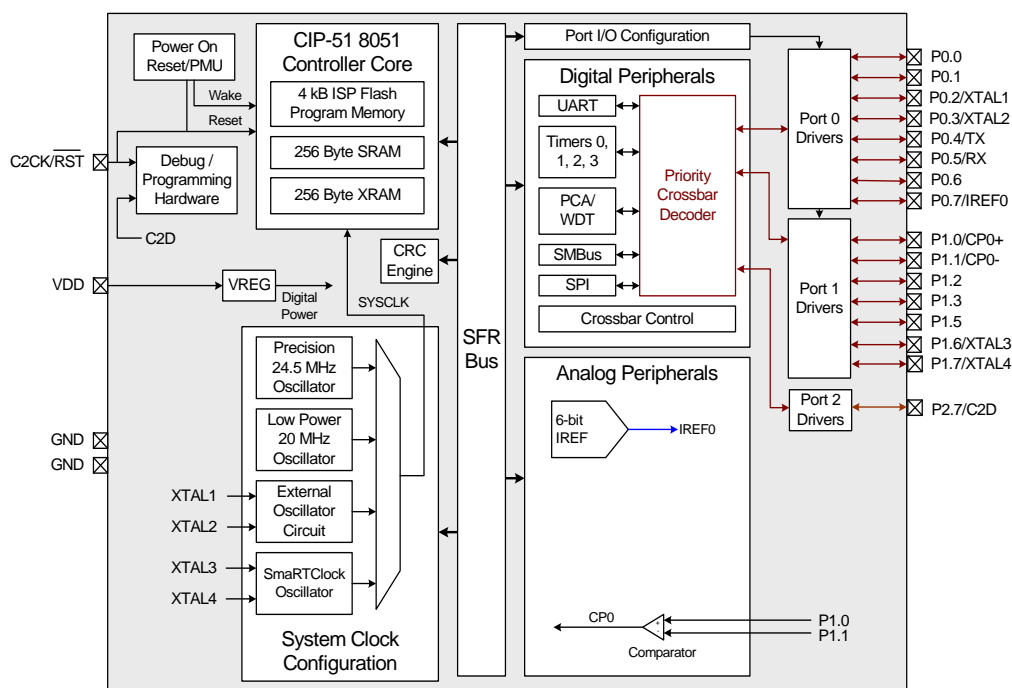 Power On
Reset/PMU
Wake
Reset
C2CK/RST
Debug /
Programming
Hardware
C2D
VDD
VREG
Digital
Power
GND
GND
CIP-51 8051
Controller Core
4 kB ISP Flash
Program Memory
256 Byte SRAM
256 Byte XRAM
CRC
Engine
SYSCLK
Precision
24.5 MHz
Oscillator
Low Power
20 MHz
Oscillator
XTAL1
XTAL2
External
Oscillator
Circuit
XTAL3
XTAL4
SmaRTClock
Oscillator
System Clock
Configuration
SFR
Bus
Port I/O Configuration
Digital Peripherals
UART
Timers 0,
1, 2, 3
PCA/
WDT
SMBus
SPI
Priority
Crossbar
Decoder
Crossbar Control
Analog Peripherals
6-bit
IREF
IREF0
CP0
+
-
Comparator
P1.0
P1.1
Port 0
Drivers
Port 1
Drivers
Port 2
Drivers
P0.0
P0.1
P0.2/XTAL1
P0.3/XTAL2
P0.4/TX
P0.5/RX
P0.6
P0.7/IREF0
P1.0/CP0+
P1.1/CP0-
P1.2
P1.3
P1.5
P1.6/XTAL3
P1.7/XTAL4
P2.7/C2D